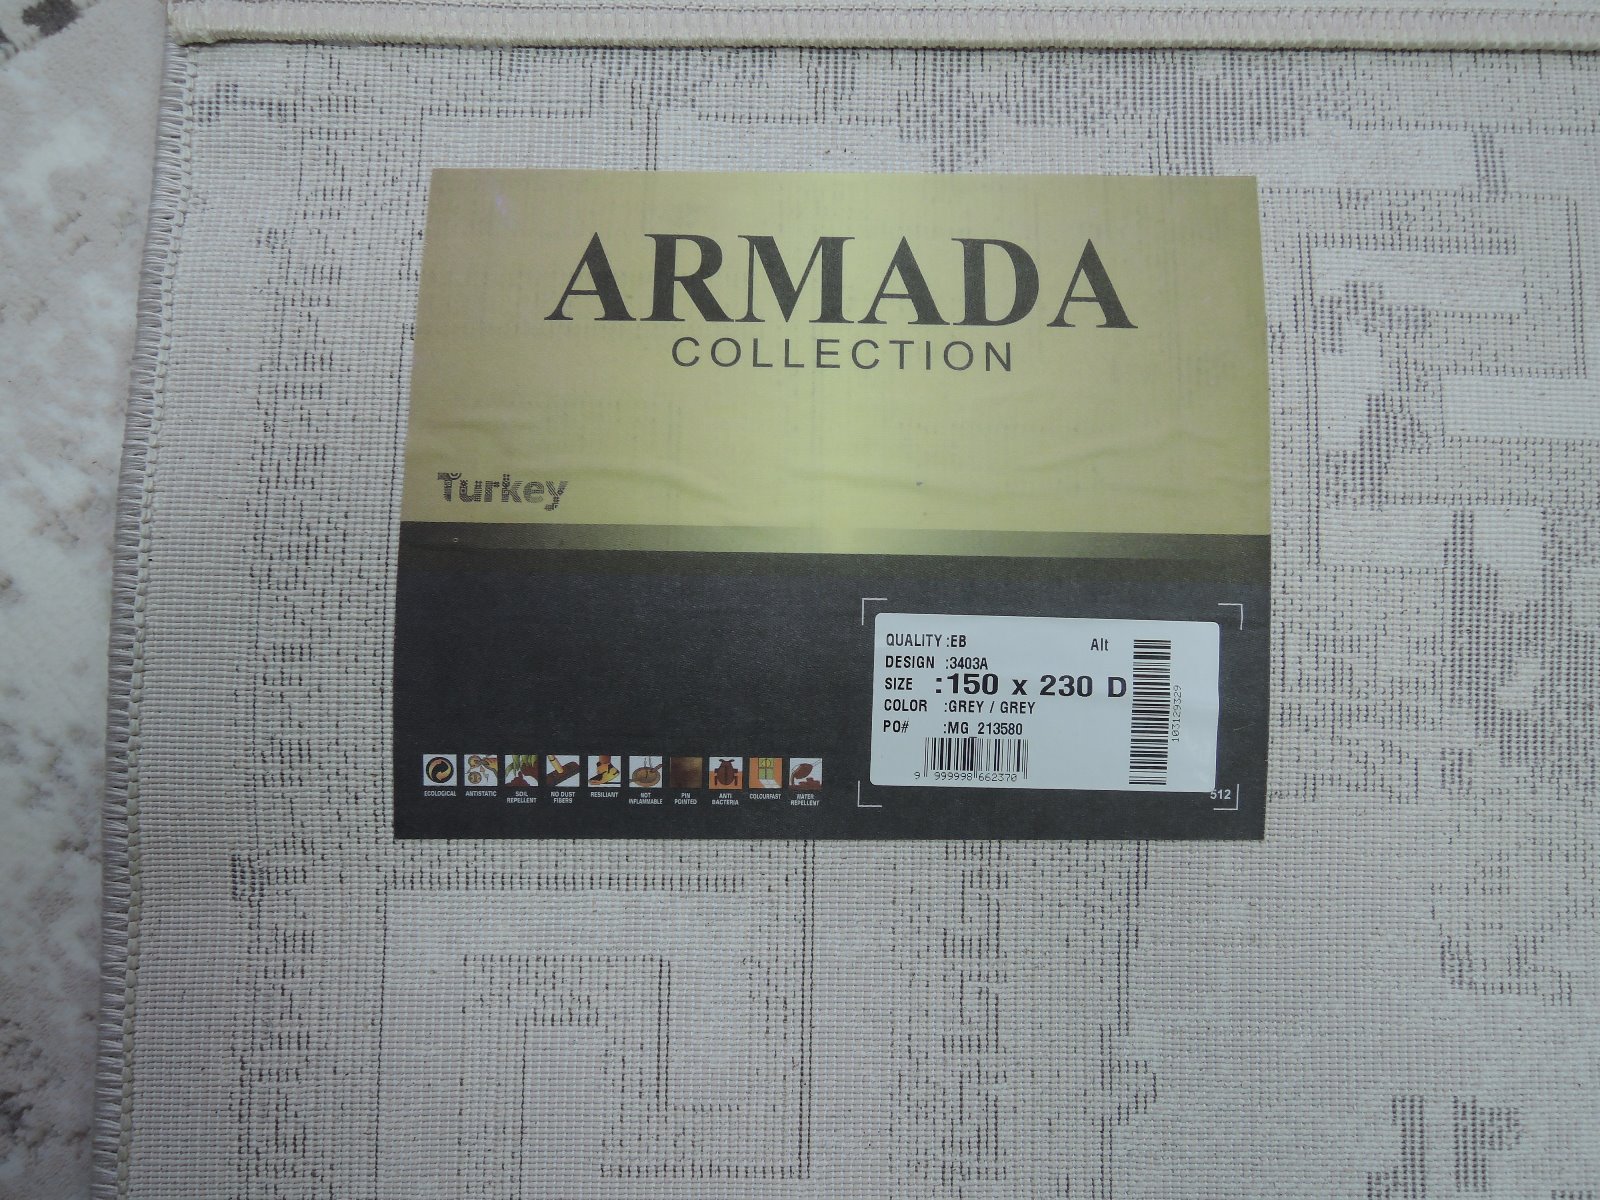 ARMADA
COLLECTION
Turkey
QUALITY :EB Alt
DESIGN :3403A
SIZE :150 x 230 D
COLOR :GREY / GREY
PO# :MG 213580
9 999998 662370
103129329
512
ECOLOGICAL
ANTISTATIC
SOIL
REPELLENT
NO DUST
FIBERS
RESILIANT
NOT
INFLAMMABLE
PIN
POINTED
ANTI
BACTERIA
COLOURFAST
WATER
REPELLENT